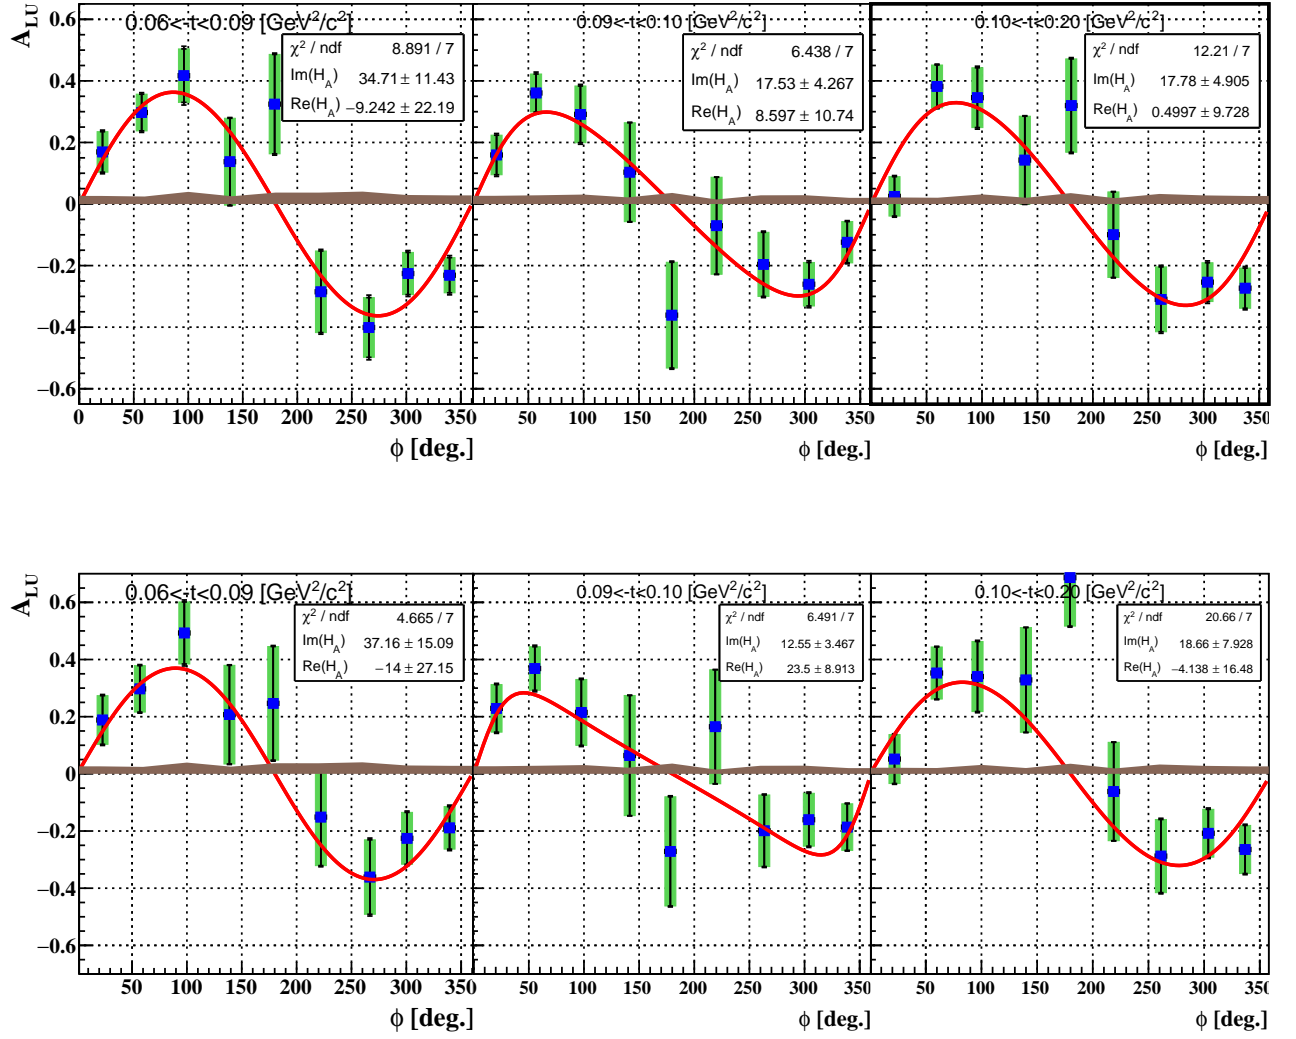 A_LU
0.06<-t<0.09 [GeV²/c²]
χ² / ndf 8.891 / 7
Im(H_A) 34.71 ± 11.43
Re(H_A) −9.242 ± 22.19
0.09<-t<0.10 [GeV²/c²]
χ² / ndf 6.438 / 7
Im(H_A) 17.53 ± 4.267
Re(H_A) 8.597 ± 10.74
0.10<-t<0.20 [GeV²/c²]
χ² / ndf 12.21 / 7
Im(H_A) 17.78 ± 4.905
Re(H_A) 0.4997 ± 9.728
0.6
0.4
0.2
0
−0.2
−0.4
−0.6
0 50 100 150 200 250 300 350
50 100 150 200 250 300 350
50 100 150 200 250 300 350
ϕ [deg.]
ϕ [deg.]
ϕ [deg.]
A_LU
0.06<-t<0.09 [GeV²/c²]
χ² / ndf 4.665 / 7
Im(H_A) 37.16 ± 15.09
Re(H_A) −14 ± 27.15
0.09<-t<0.10 [GeV²/c²]
χ² / ndf 6.491 / 7
Im(H_A) 12.55 ± 3.467
Re(H_A) 23.5 ± 8.913
0.10<-t<0.20 [GeV²/c²]
χ² / ndf 20.66 / 7
Im(H_A) 18.66 ± 7.928
Re(H_A) −4.138 ± 16.48
0.6
0.4
0.2
0
−0.2
−0.4
−0.6
50 100 150 200 250 300 350
50 100 150 200 250 300 350
50 100 150 200 250 300 350
ϕ [deg.]
ϕ [deg.]
ϕ [deg.]